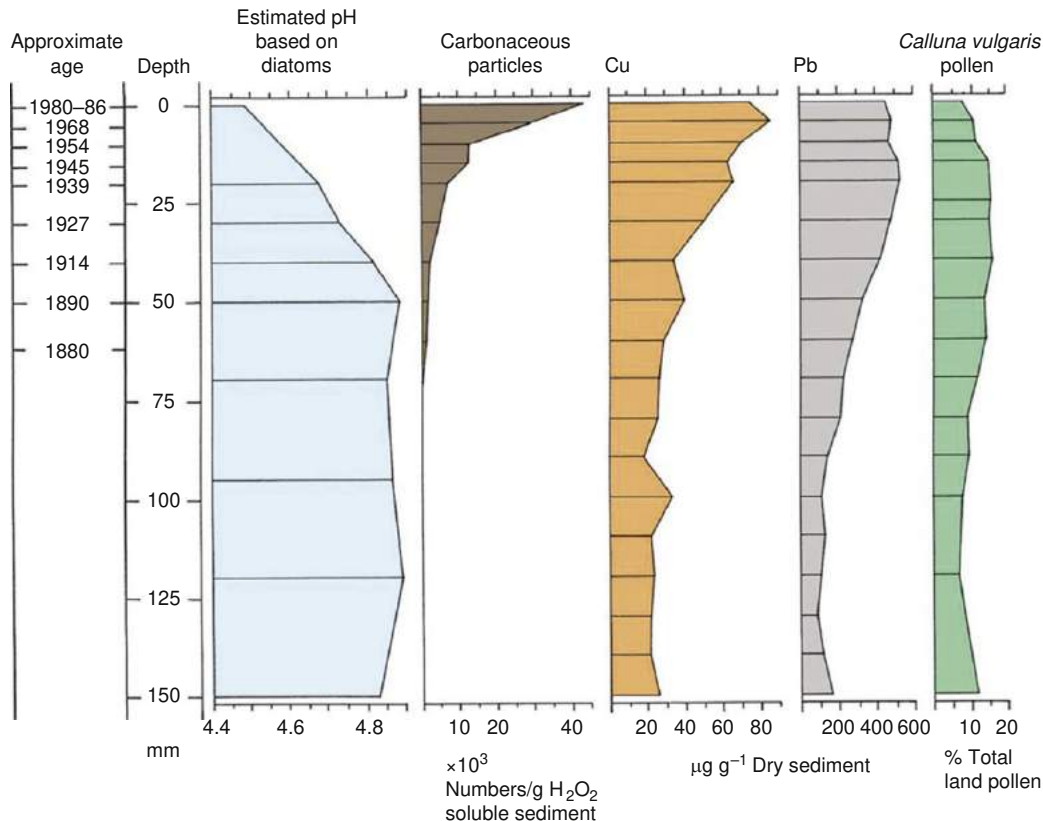 Approximate
age
Depth
Estimated pH
based on
diatoms
Carbonaceous
particles
Cu
Pb
Calluna vulgaris
pollen
1980–86
1968
1954
1945
1939
1927
1914
1890
1880
0
25
50
75
100
125
150
mm
4.4 4.6 4.8
10 20 40
×10³
Numbers/g H₂O₂
soluble sediment
20 40 60 80
200 400 600
μg g⁻¹ Dry sediment
10 20
% Total
land pollen